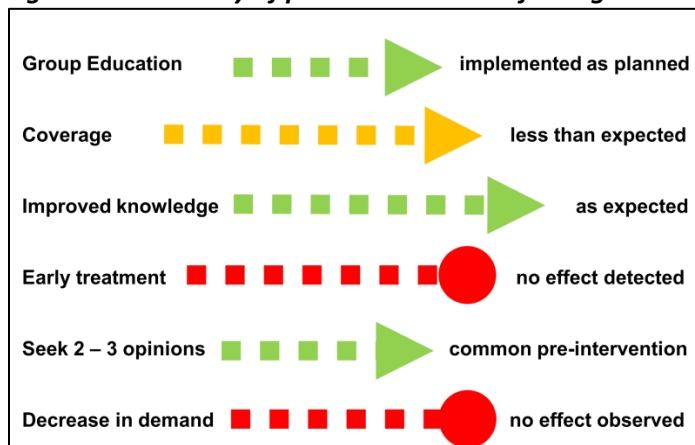 Group Education implemented as planned
Coverage less than expected
Improved knowledge as expected
Early treatment no effect detected
Seek 2 – 3 opinions common pre-intervention
Decrease in demand no effect observed